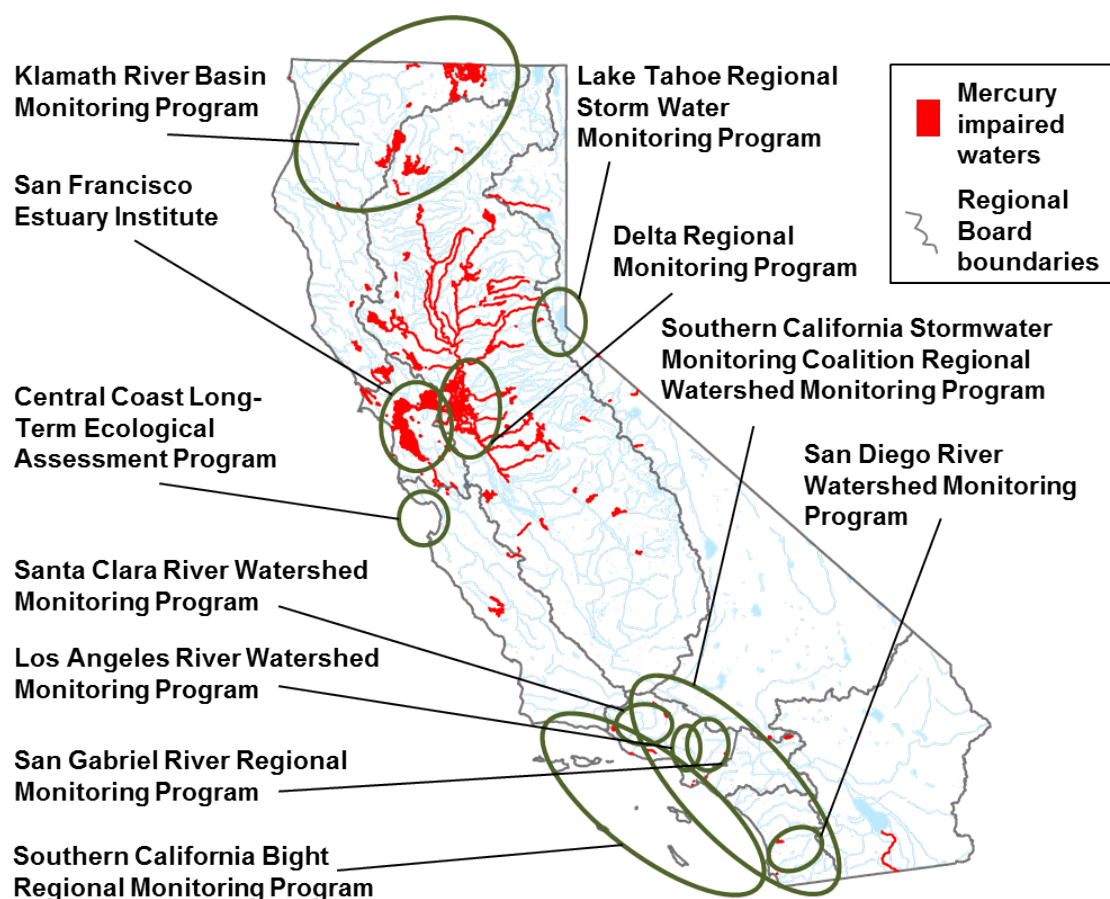 Klamath River Basin
Monitoring Program
San Francisco
Estuary Institute
Central Coast Long-
Term Ecological
Assessment Program
Santa Clara River Watershed
Monitoring Program
Los Angeles River Watershed
Monitoring Program
San Gabriel River Regional
Monitoring Program
Southern California Bight
Regional Monitoring Program
Lake Tahoe Regional
Storm Water
Monitoring Program
Delta Regional
Monitoring Program
Southern California Stormwater
Monitoring Coalition Regional
Watershed Monitoring Program
San Diego River
Watershed Monitoring
Program
Mercury
impaired
waters
Regional
Board
boundaries